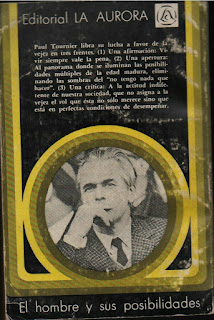 Editorial LA AURORA
Paul Tournier libra su lucha a favor de la
vejez en tres frentes. (1) Una afirmación: Vi-
vir siempre vale la pena. (2) Una apertura:
Al panorama donde se iluminan las posibili-
dades múltiples de la edad madura, elimi-
nando las sombras del "no tengo nada que
hacer". (3) Una crítica: A la actitud indife-
rente de nuestra sociedad, que no asigna a la
vejez el rol que ésta no sólo merece sino que
está en perfectas condiciones de desempeñar.
El hombre y sus posibilidades